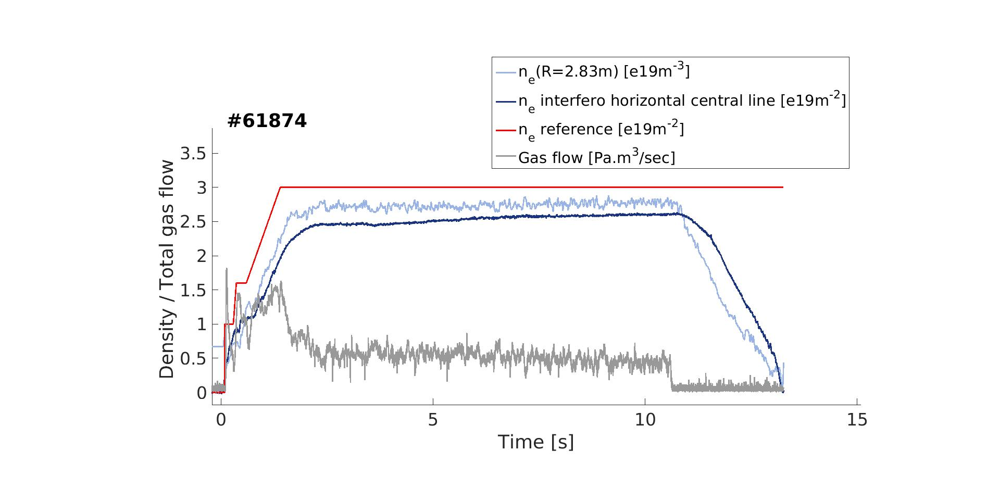 n_e(R=2.83m) [e19m^-3]
n_e interfero horizontal central line [e19m^-2]
n_e reference [e19m^-2]
Gas flow [Pa.m^3/sec]
#61874
Density / Total gas flow
3.5
3
2.5
2
1.5
1
0.5
0
0 5 10 15
Time [s]